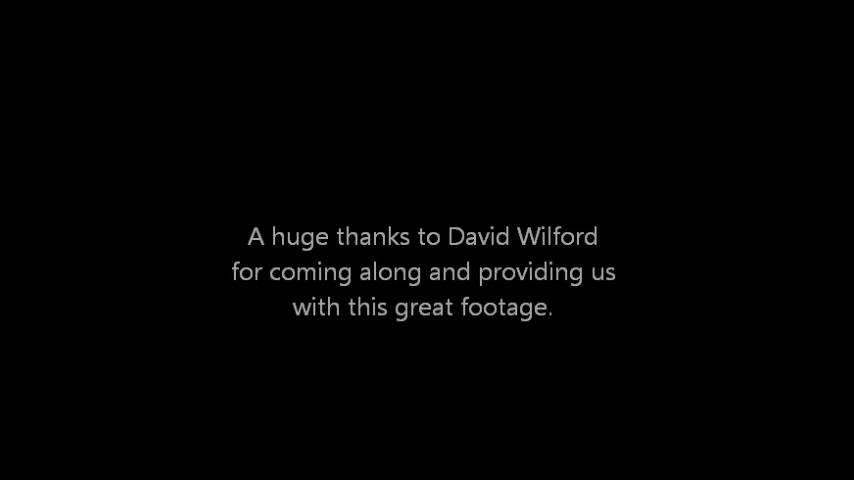 A huge thanks to David Wilford
for coming along and providing us
with this great footage.